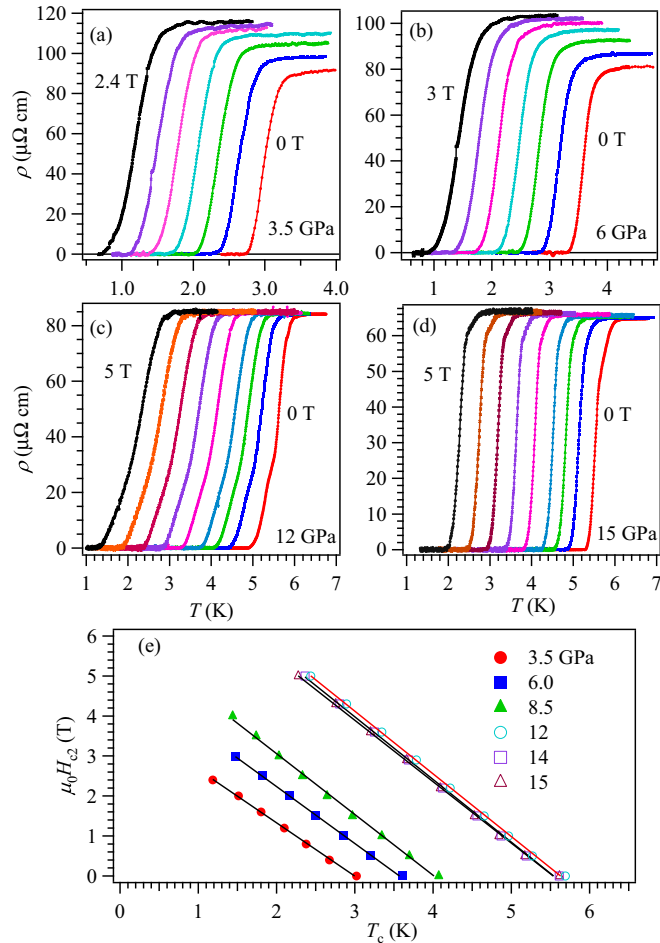 (a)
2.4 T
0 T
3.5 GPa
ρ (μΩ cm)
120
100
80
60
40
20
0
1.0
2.0
3.0
4.0
(b)
3 T
0 T
6 GPa
100
80
60
40
20
0
1
2
3
4
(c)
5 T
0 T
12 GPa
ρ (μΩ cm)
80
60
40
20
0
1
2
3
4
5
6
7
T (K)
(d)
5 T
0 T
15 GPa
60
50
40
30
20
10
0
1
2
3
4
5
6
7
T (K)
(e)
3.5 GPa
6.0
8.5
12
14
15
μ₀Hc2 (T)
6
5
4
3
2
1
0
0
1
2
3
4
5
6
Tc (K)